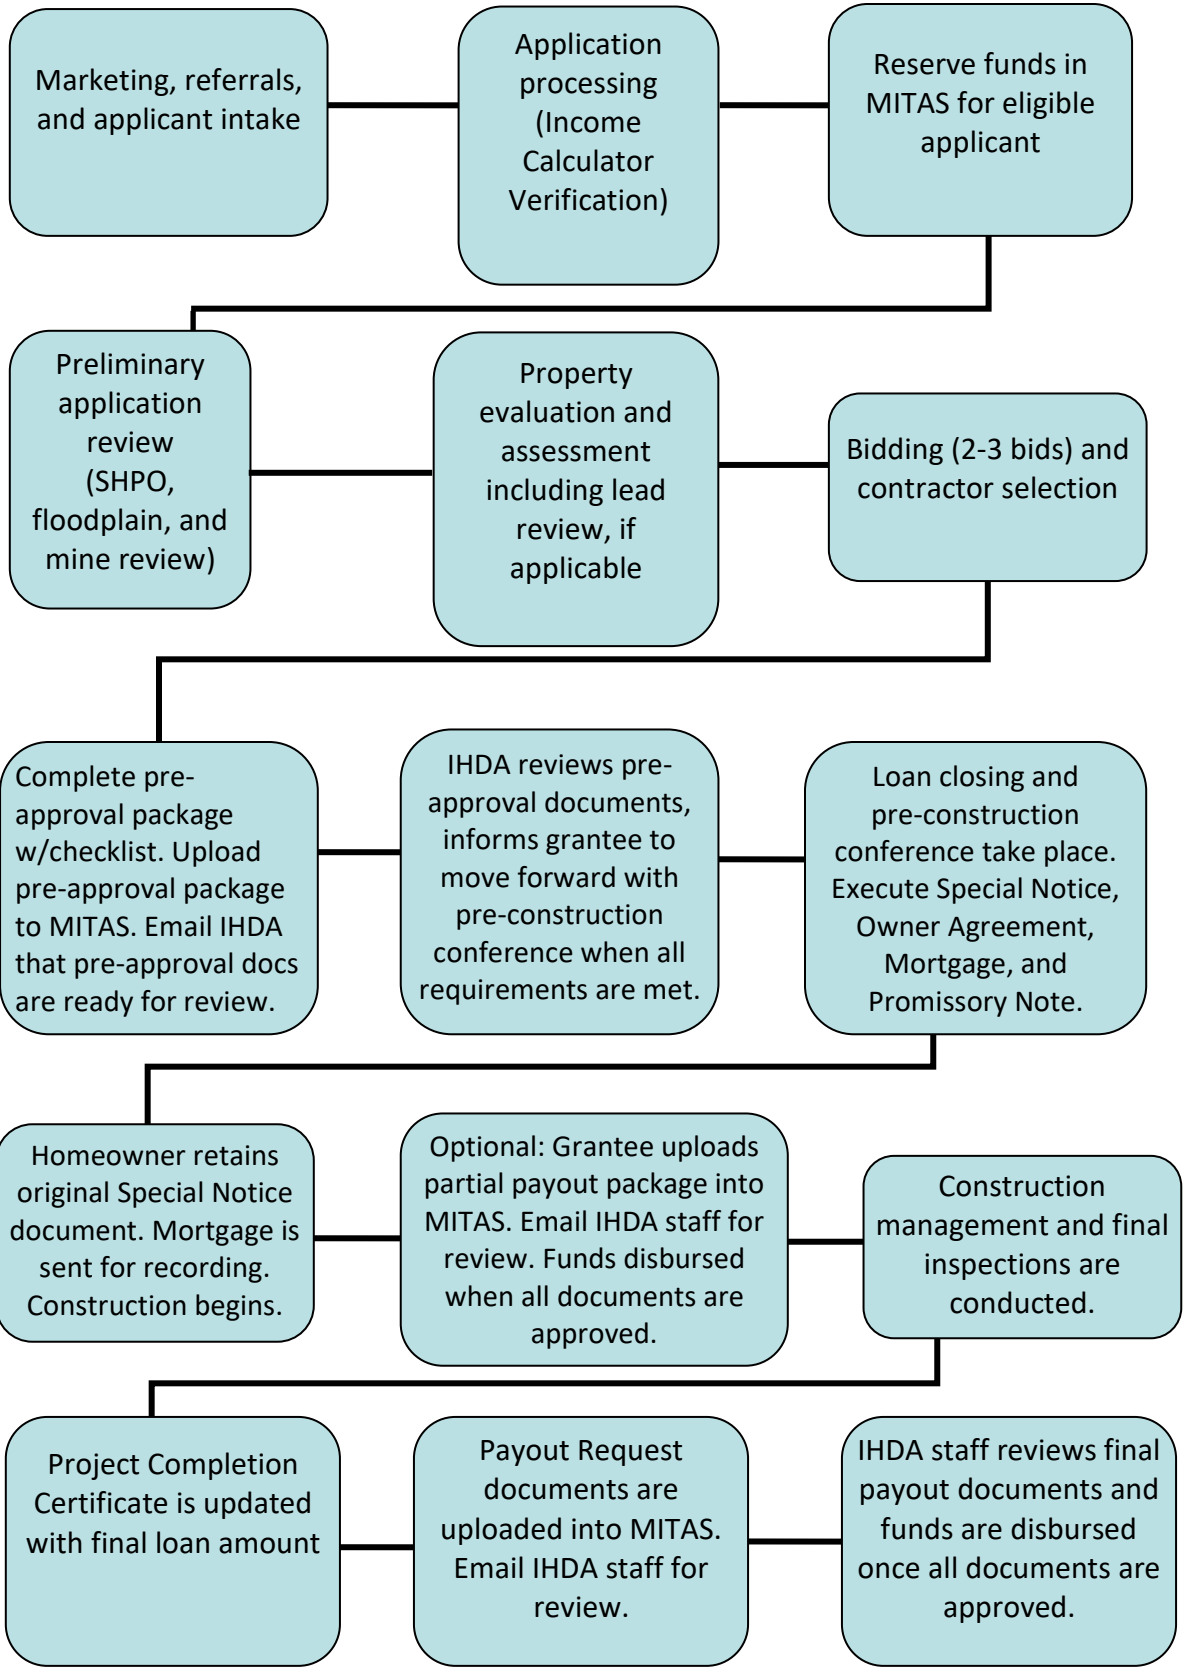 Marketing, referrals,
and applicant intake
Application
processing
(Income
Calculator
Verification)
Reserve funds in
MITAS for eligible
applicant
Preliminary
application
review
(SHPO,
floodplain, and
mine review)
Property
evaluation and
assessment
including lead
review, if
applicable
Bidding (2-3 bids) and
contractor selection
Complete pre-
approval package
w/checklist. Upload
pre-approval package
to MITAS. Email IHDA
that pre-approval docs
are ready for review.
IHDA reviews pre-
approval documents,
informs grantee to
move forward with
pre-construction
conference when all
requirements are met.
Loan closing and
pre-construction
conference take place.
Execute Special Notice,
Owner Agreement,
Mortgage, and
Promissory Note.
Homeowner retains
original Special Notice
document. Mortgage is
sent for recording.
Construction begins.
Optional: Grantee uploads
partial payout package into
MITAS. Email IHDA staff for
review. Funds disbursed
when all documents are
approved.
Construction
management and final
inspections are
conducted.
Project Completion
Certificate is updated
with final loan amount
Payout Request
documents are
uploaded into MITAS.
Email IHDA staff for
review.
IHDA staff reviews final
payout documents and
funds are disbursed
once all documents are
approved.